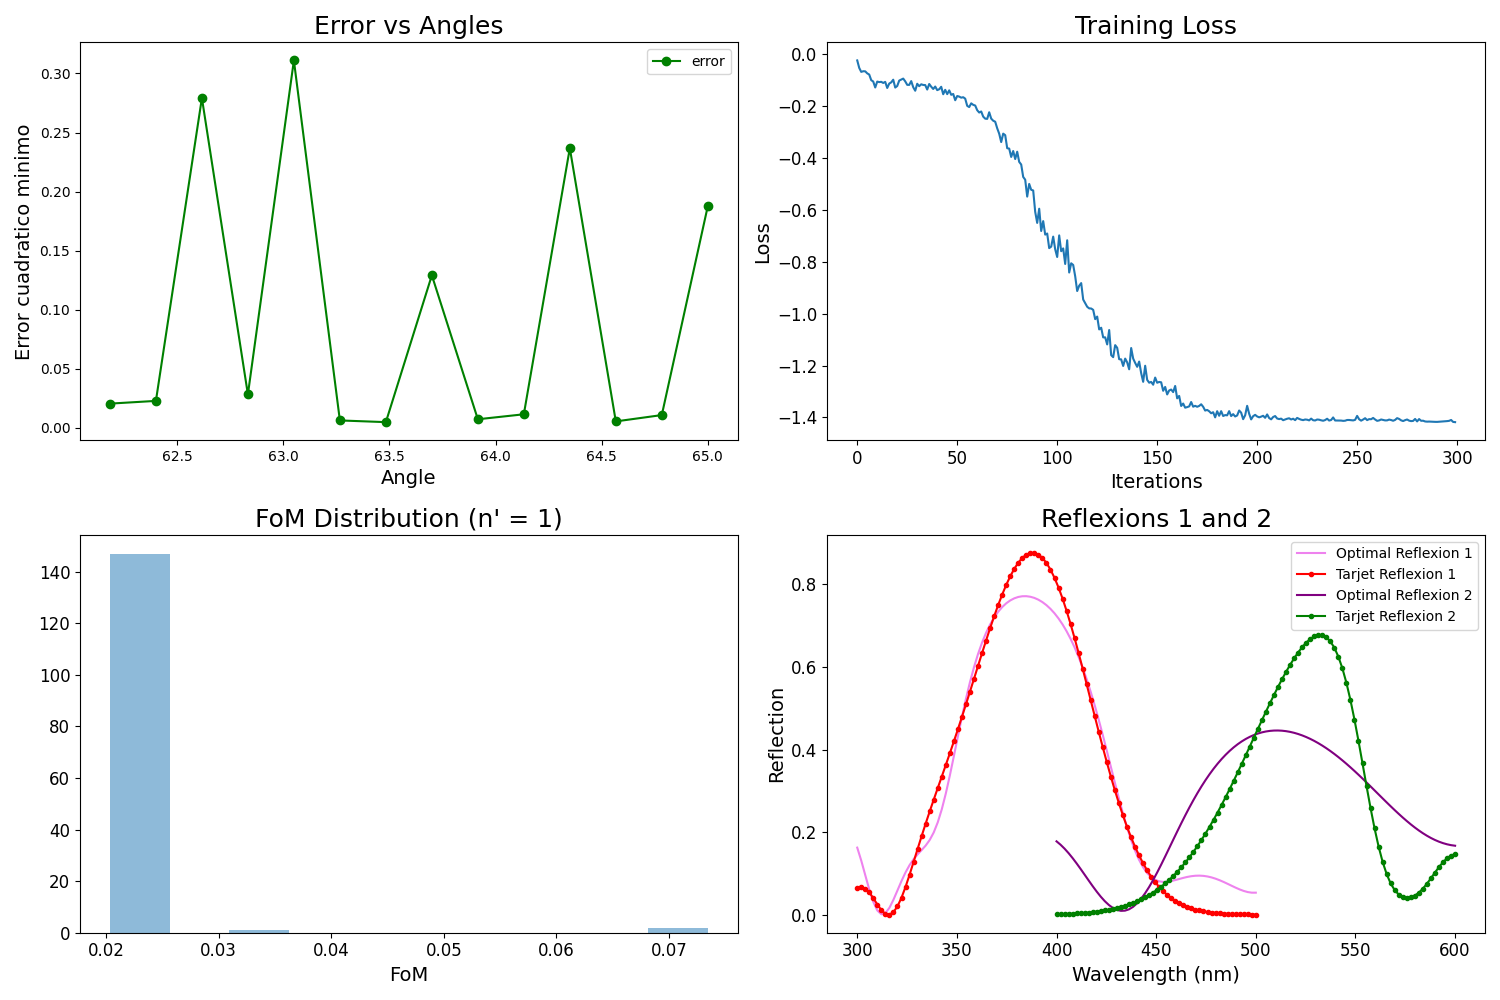 Error vs Angles
Error cuadratico minimo
0.30
0.25
0.20
0.15
0.10
0.05
0.00
error
62.5 63.0 63.5 64.0 64.5 65.0
Angle
Training Loss
Loss
0.0
−0.2
−0.4
−0.6
−0.8
−1.0
−1.2
−1.4
0 50 100 150 200 250 300
Iterations
FoM Distribution (n' = 1)
140
120
100
80
60
40
20
0
0.02 0.03 0.04 0.05 0.06 0.07
FoM
Reflexions 1 and 2
Reflection
0.8
0.6
0.4
0.2
0.0
Optimal Reflexion 1
Tarjet Reflexion 1
Optimal Reflexion 2
Tarjet Reflexion 2
300 350 400 450 500 550 600
Wavelength (nm)